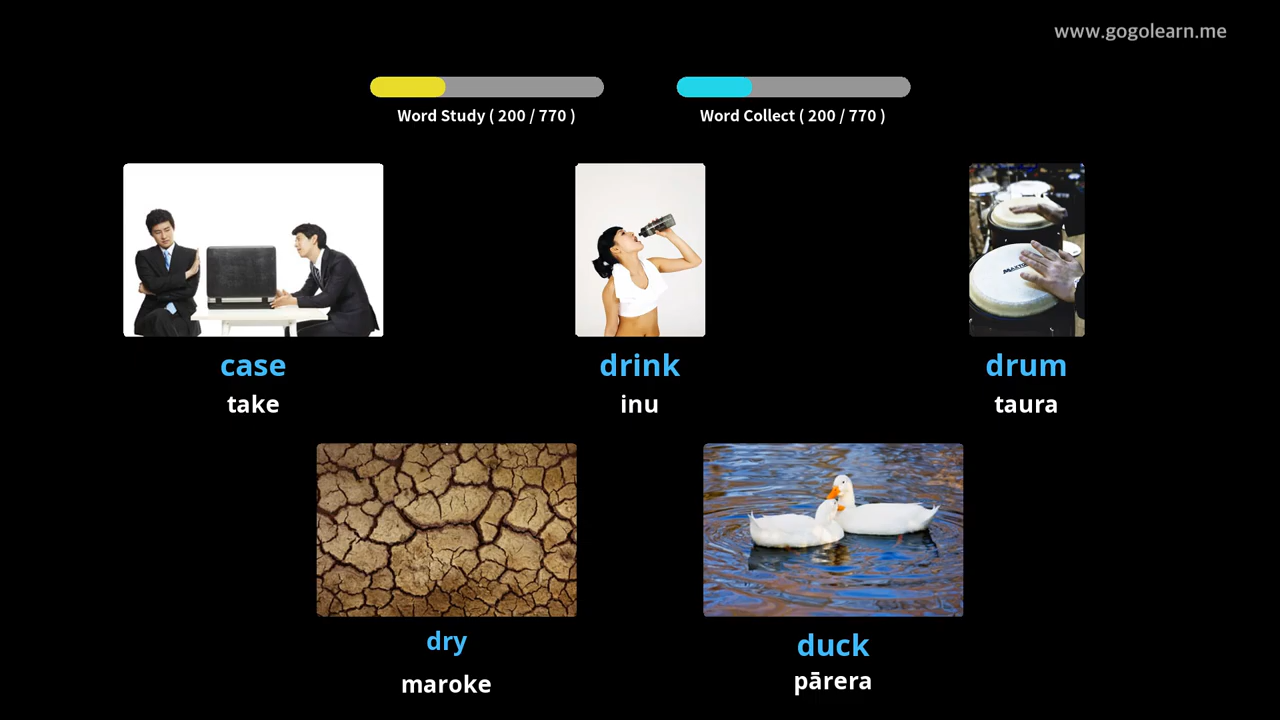 www.gogolearn.me
Word Study ( 200 / 770 )
Word Collect ( 200 / 770 )
case
take
drink
inu
drum
taura
dry
maroke
duck
pārera